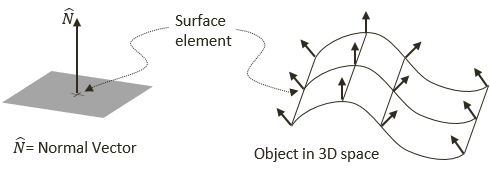 N̂
Surface
element
N̂= Normal Vector
Object in 3D space